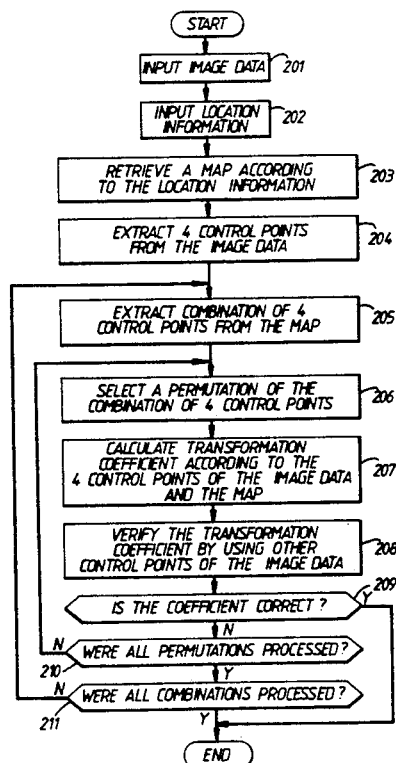 START
INPUT IMAGE DATA
201
INPUT LOCATION
INFORMATION
202
RETRIEVE A MAP ACCORDING
TO THE LOCATION INFORMATION
203
EXTRACT 4 CONTROL POINTS
FROM THE IMAGE DATA
204
EXTRACT COMBINATION OF 4
CONTROL POINTS FROM THE MAP
205
SELECT A PERMUTATION OF THE
COMBINATION OF 4 CONTROL POINTS
206
CALCULATE TRANSFORMATION
COEFFICIENT ACCORDING TO THE
4 CONTROL POINTS OF THE IMAGE DATA
AND THE MAP
207
VERIFY THE TRANSFORMATION
COEFFICIENT BY USING OTHER
CONTROL POINTS OF THE IMAGE DATA
208
209
IS THE COEFFICIENT CORRECT ?
Y
N
N
WERE ALL PERMUTATIONS PROCESSED ?
210
Y
N
WERE ALL COMBINATIONS PROCESSED ?
211
Y
END